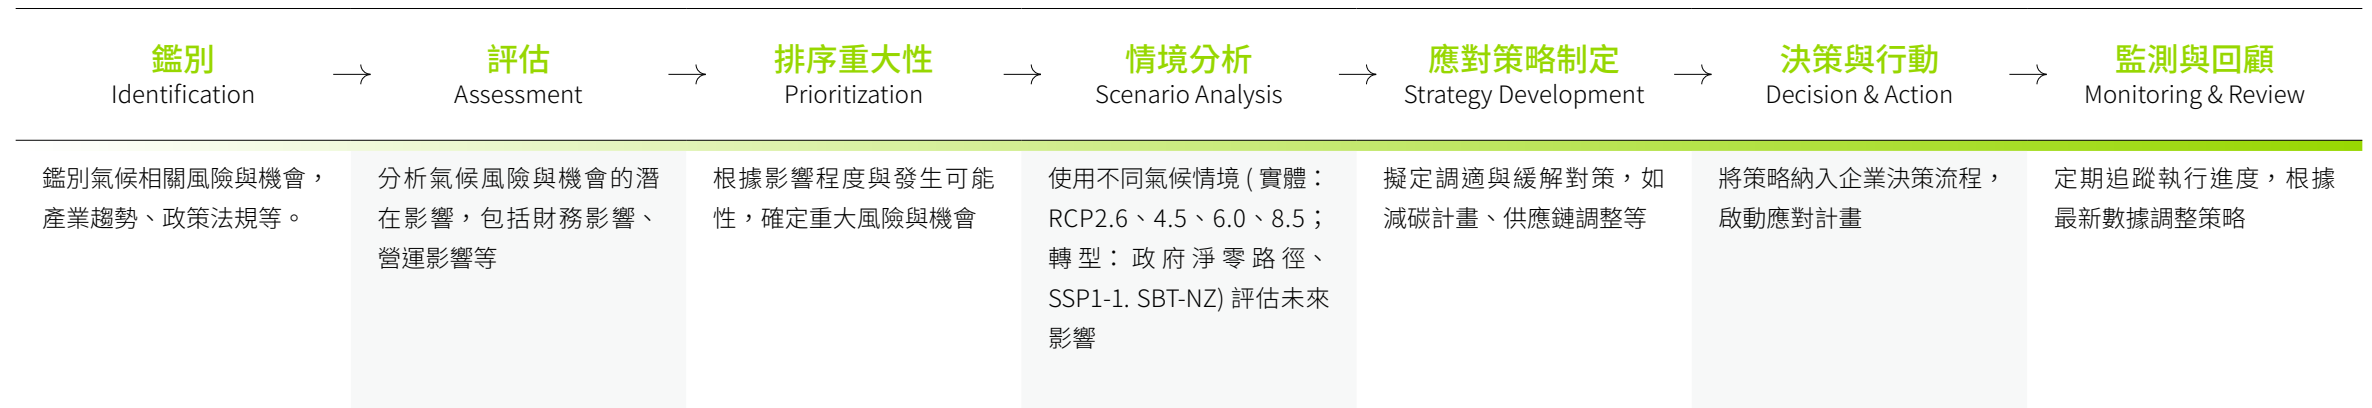 鑑別
Identification
→
評估
Assessment
→
排序重大性
Prioritization
→
情境分析
Scenario Analysis
→
應對策略制定
Strategy Development
→
決策與行動
Decision & Action
→
監測與回顧
Monitoring & Review
鑑別氣候相關風險與機會，
產業趨勢、政策法規等。
分析氣候風險與機會的潛
在影響，包括財務影響、
營運影響等
根據影響程度與發生可能
性，確定重大風險與機會
使用不同氣候情境 ( 實體：
RCP2.6、4.5、6.0、8.5；
轉型：政府淨零路徑、
SSP1-1. SBT-NZ) 評估未來
影響
擬定調適與緩解對策，如
減碳計畫、供應鏈調整等
將策略納入企業決策流程，
啟動應對計畫
定期追蹤執行進度，根據
最新數據調整策略